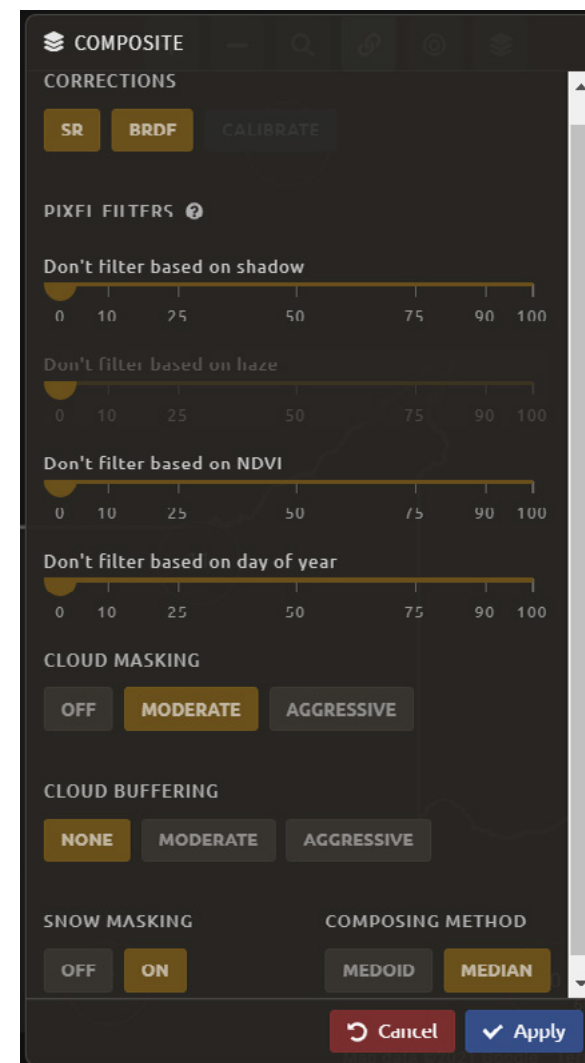 COMPOSITE
CORRECTIONS
SR BRDF CALIBRATE
PIXEL FILTERS ?
Don't filter based on shadow
0 10 25 50 75 90 100
Don't filter based on haze
0 10 25 50 75 90 100
Don't filter based on NDVI
0 10 25 50 75 90 100
Don't filter based on day of year
0 10 25 50 75 90 100
CLOUD MASKING
OFF MODERATE AGGRESSIVE
CLOUD BUFFERING
NONE MODERATE AGGRESSIVE
SNOW MASKING COMPOSING METHOD
OFF ON MEDOID MEDIAN
Cancel Apply